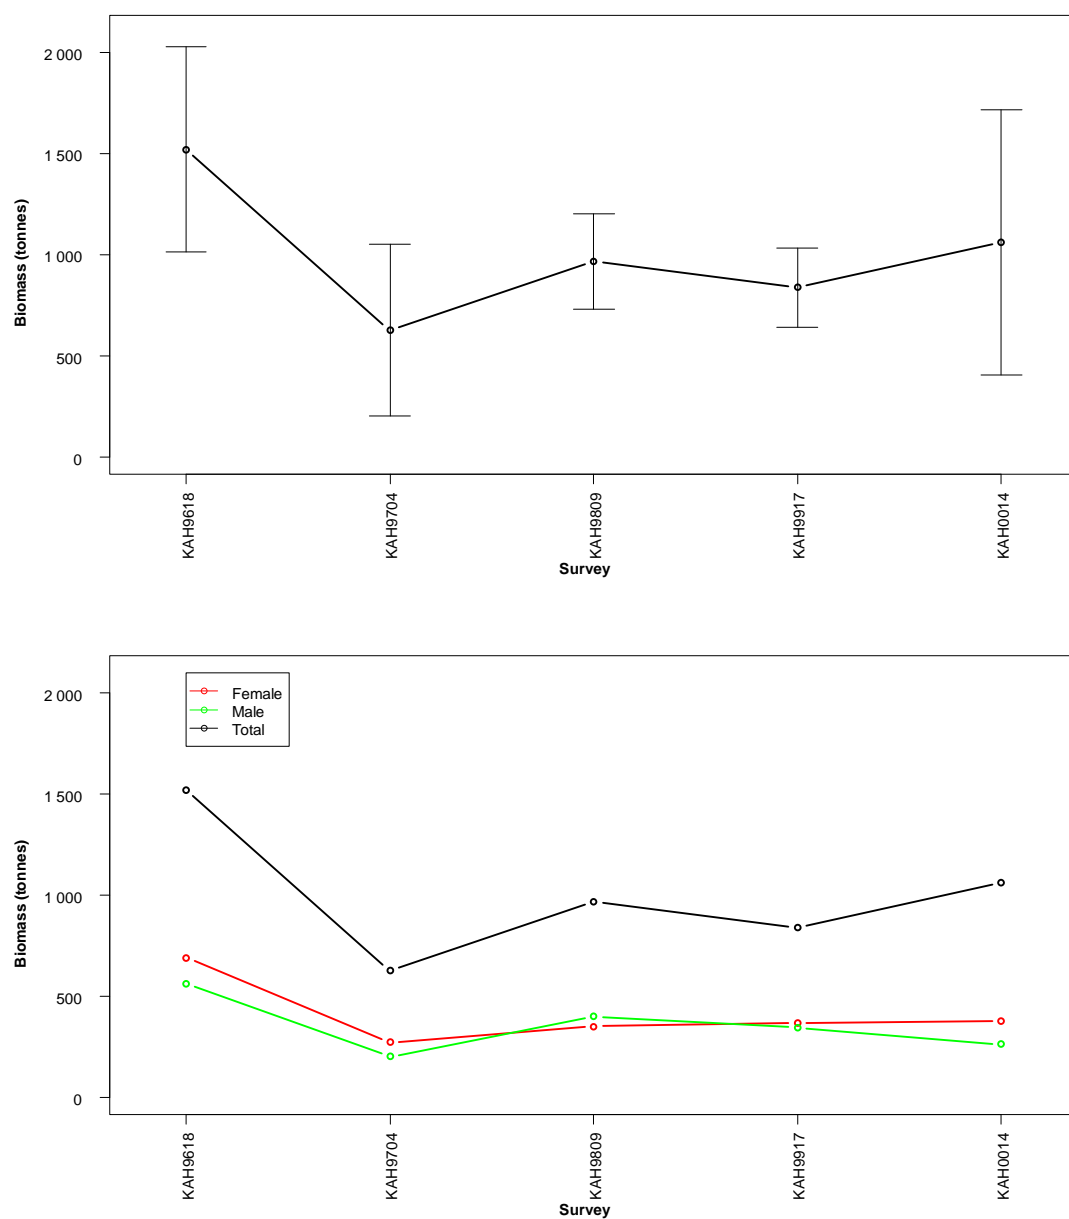 2 000
1 500
1 000
500
0
Biomass (tonnes)
KAH9618
KAH9704
KAH9809
KAH9917
KAH0014
Survey
2 000
1 500
1 000
500
0
Biomass (tonnes)
Female
Male
Total
KAH9618
KAH9704
KAH9809
KAH9917
KAH0014
Survey